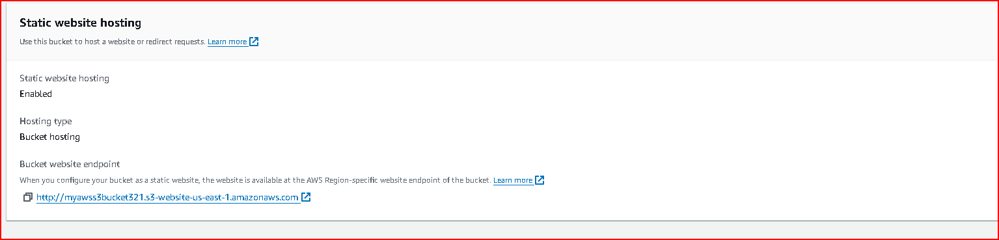 Static website hosting
Use this bucket to host a website or redirect requests. Learn more
Static website hosting
Enabled
Hosting type
Bucket hosting
Bucket website endpoint
When you configure your bucket as a static website, the website is available at the AWS Region-specific website endpoint of the bucket. Learn more
http://myawss3bucket321.s3-website-us-east-1.amazonaws.com